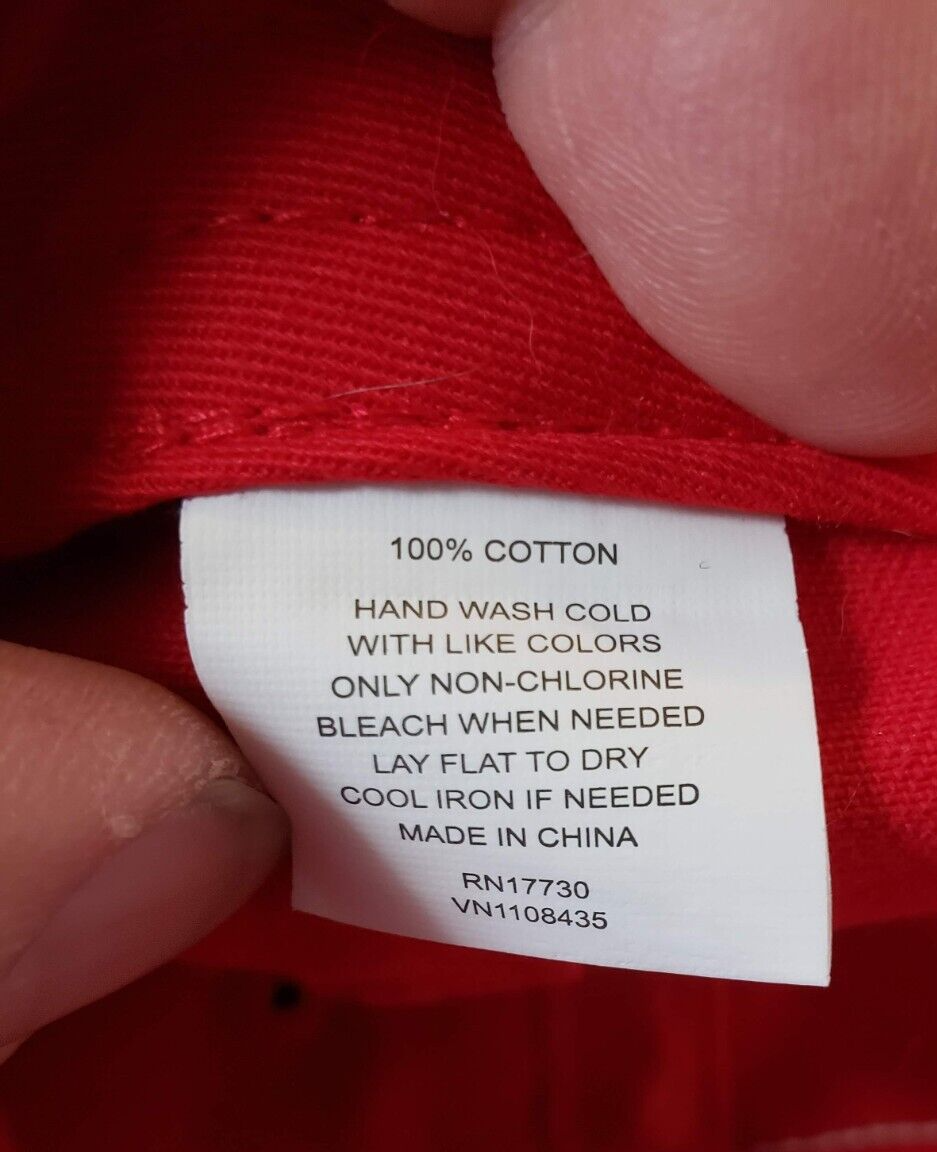 100% COTTON
HAND WASH COLD
WITH LIKE COLORS
ONLY NON-CHLORINE
BLEACH WHEN NEEDED
LAY FLAT TO DRY
COOL IRON IF NEEDED
MADE IN CHINA
RN17730
VN1108435